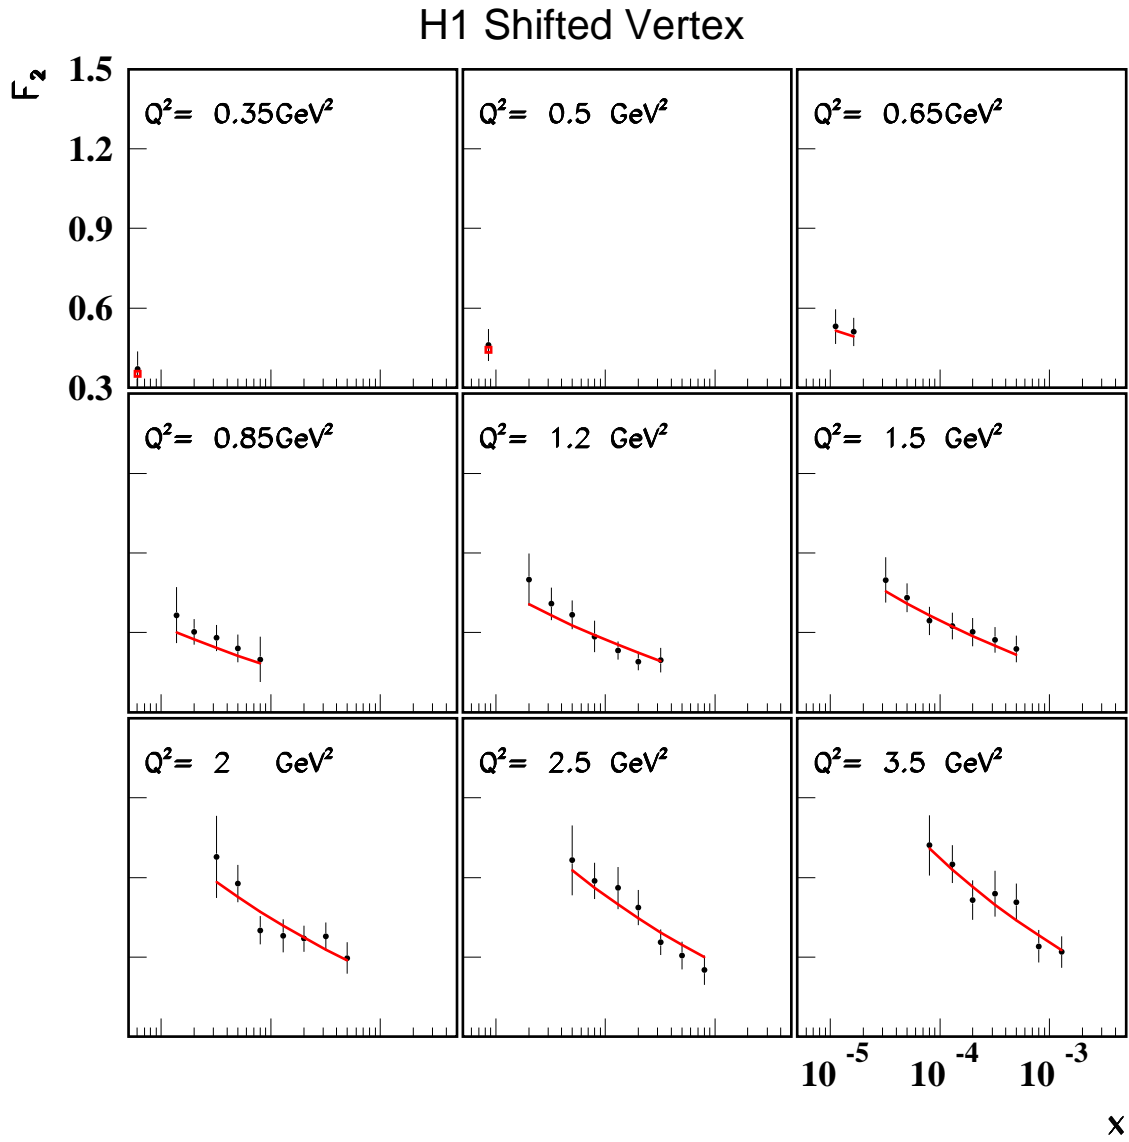 H1 Shifted Vertex
F₂
1.5
1.2
0.9
0.6
0.3
Q²= 0.35GeV²
Q²= 0.5 GeV²
Q²= 0.65GeV²
Q²= 0.85GeV²
Q²= 1.2 GeV²
Q²= 1.5 GeV²
Q²= 2 GeV²
Q²= 2.5 GeV²
Q²= 3.5 GeV²
10⁻⁵ 10⁻⁴ 10⁻³
x